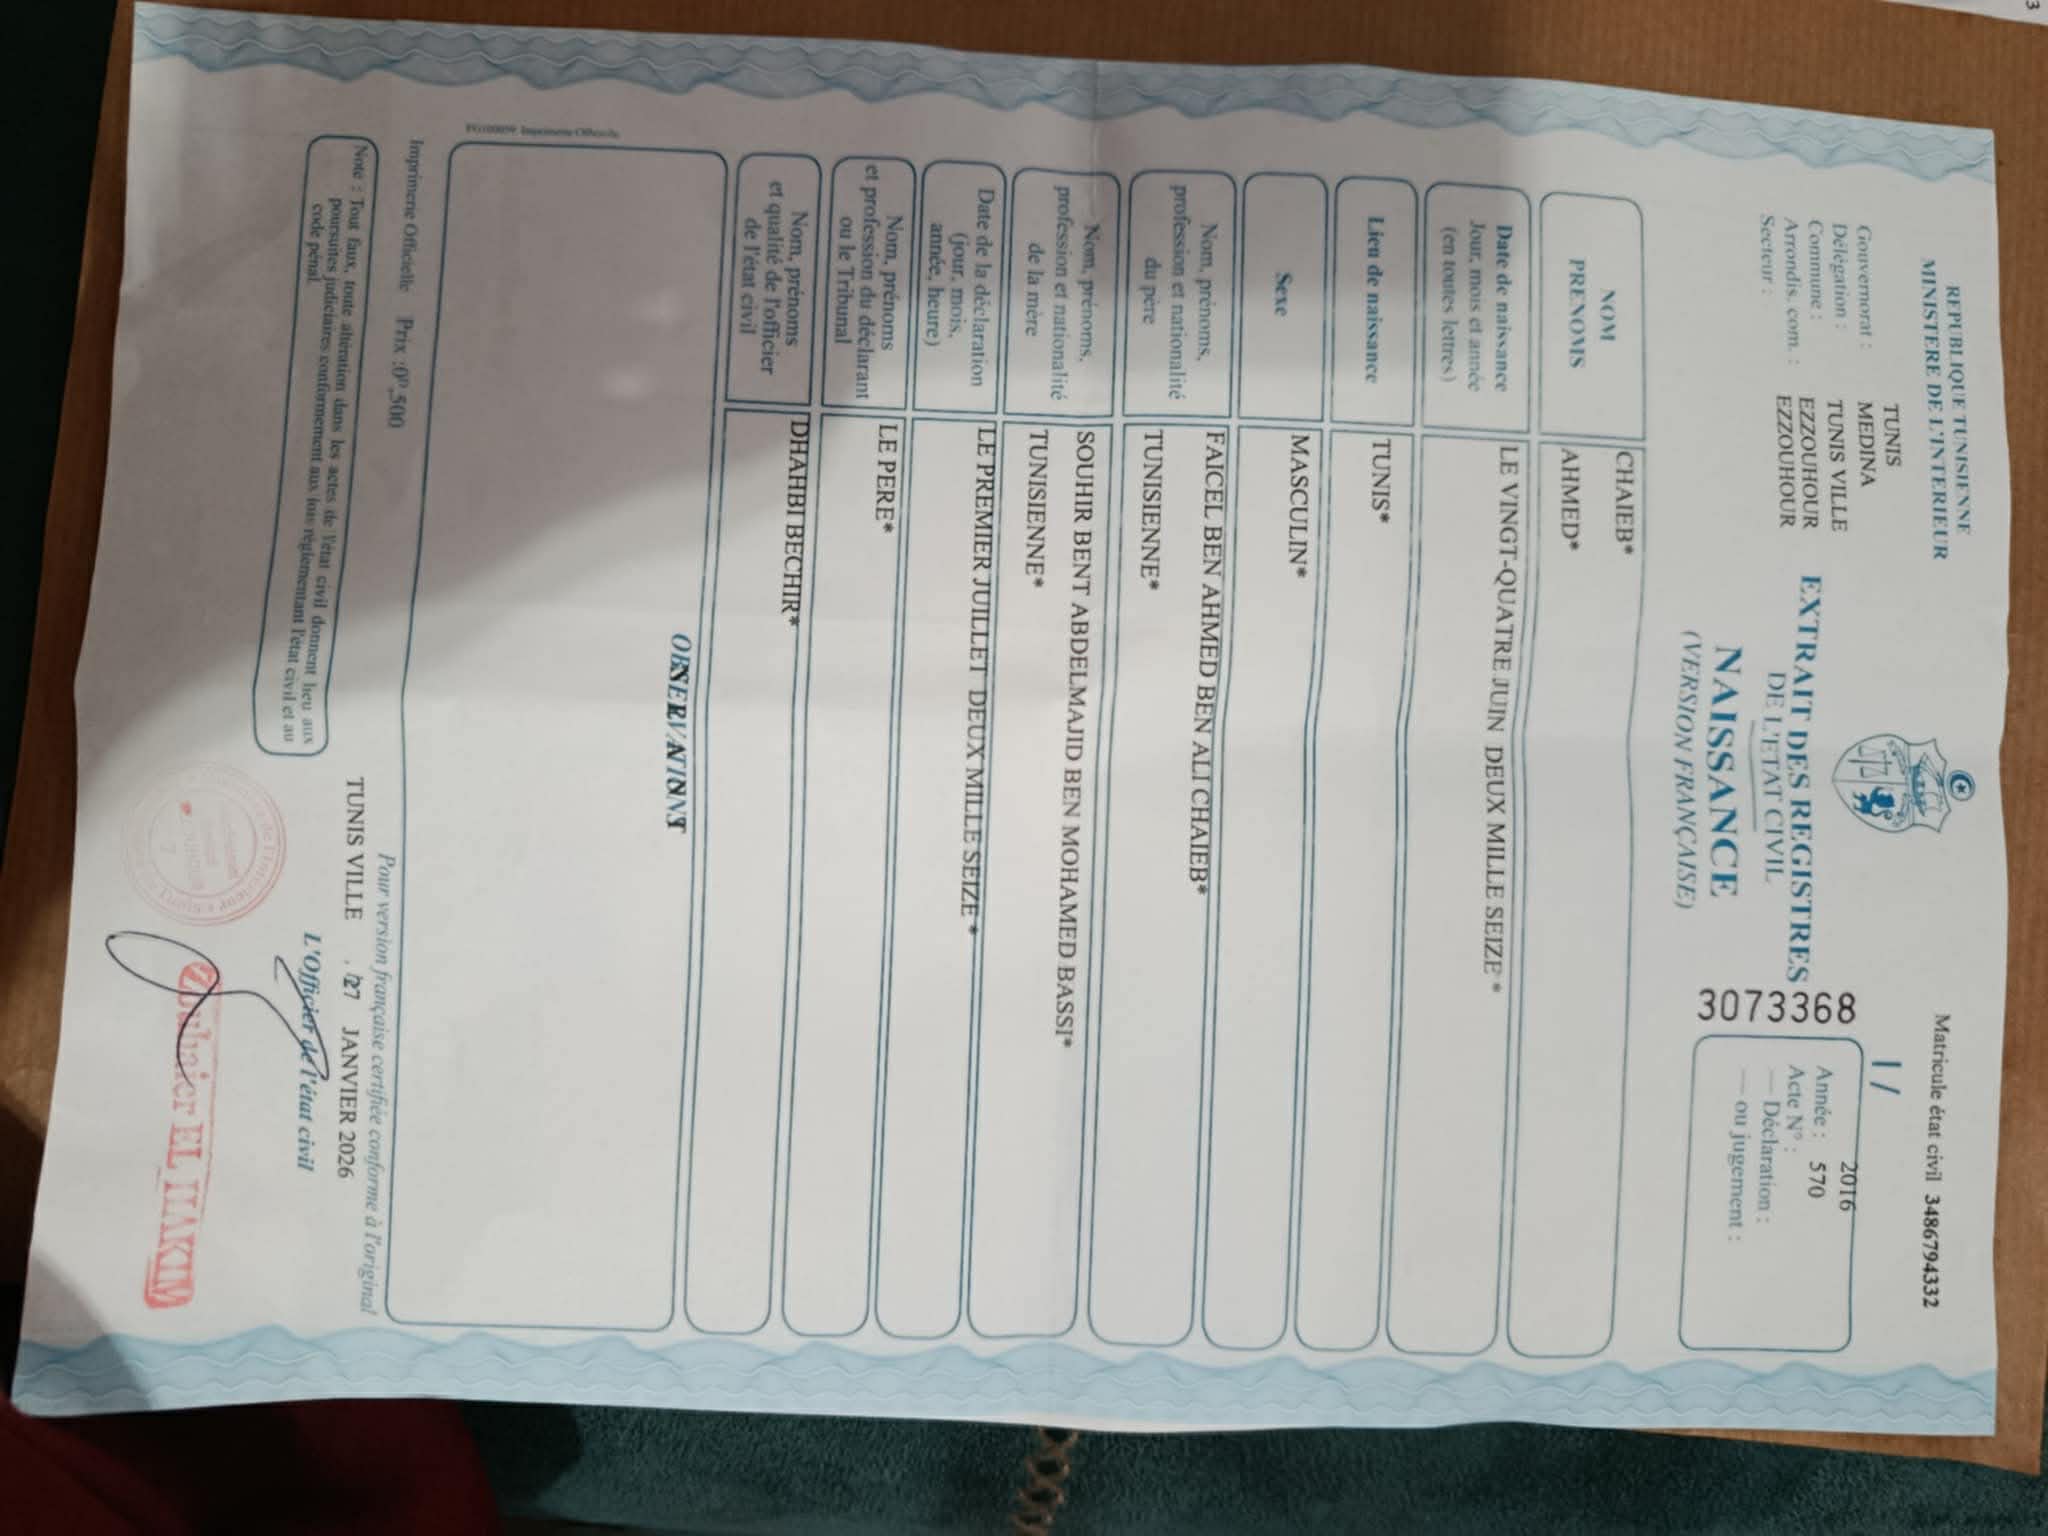 REPUBLIQUE TUNISIENNE
MINISTERE DE L'INTERIEUR
Matricule état civil 3486794332
TUNIS
Gouvernorat : MEDINA
Délégation : TUNIS VILLE
Commune : EZZOUHOUR
Arrondis. com. : EZZOUHOUR
Secteur :
EXTRAIT DES REGISTRES
DE L'ETAT CIVIL
NAISSANCE
(VERSION FRANÇAISE)
1/
3073368
2016
Année : 570
Acte N° :
— Déclaration :
— ou jugement :
NOM
PRENOMS
CHAIEB*
AHMED*
Date de naissance
Jour, mois et année
(en toutes lettres)
LE VINGT-QUATRE JUIN DEUX MILLE SEIZE *
Lieu de naissance
TUNIS*
Sexe
MASCULIN*
Nom, prénoms,
profession et nationalité
du père
FAICEL BEN AHMED BEN ALI CHAIEB*
TUNISIENNE*
Nom, prénoms,
profession et nationalité
de la mère
SOUHIR BENT ABDELMAJID BEN MOHAMED BASSI*
TUNISIENNE*
Date de la déclaration
(jour, mois,
année, heure)
LE PREMIER JUILLET DEUX MILLE SEIZE *
Nom, prénoms
et profession du déclarant
ou le Tribunal
LE PERE*
Nom, prénoms
et qualité de l'officier
de l'état civil
DHAHBI BECHIR*
Imprimerie Officielle
Imprimerie Officielle Prix :0ᴰ,500
Pour version française certifiée conforme à l'original
TUNIS VILLE , 27 JANVIER 2026
L'Officier de l'état civil
Note : Tout faux, toute altération dans les actes de l'état civil donnent lieu aux
poursuites judiciaires conformement aux lois règlementant l'état civil et au
code pénal.
EL HAKIM